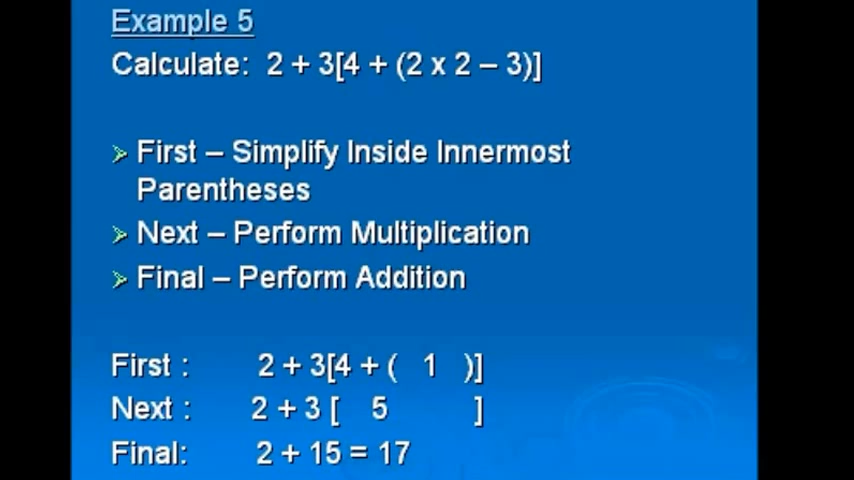 Example 5
Calculate: 2 + 3[4 + (2 x 2 – 3)]
First – Simplify Inside Innermost
Parentheses
Next – Perform Multiplication
Final – Perform Addition
First : 2 + 3[4 + ( 1 )]
Next : 2 + 3 [ 5 ]
Final: 2 + 15 = 17